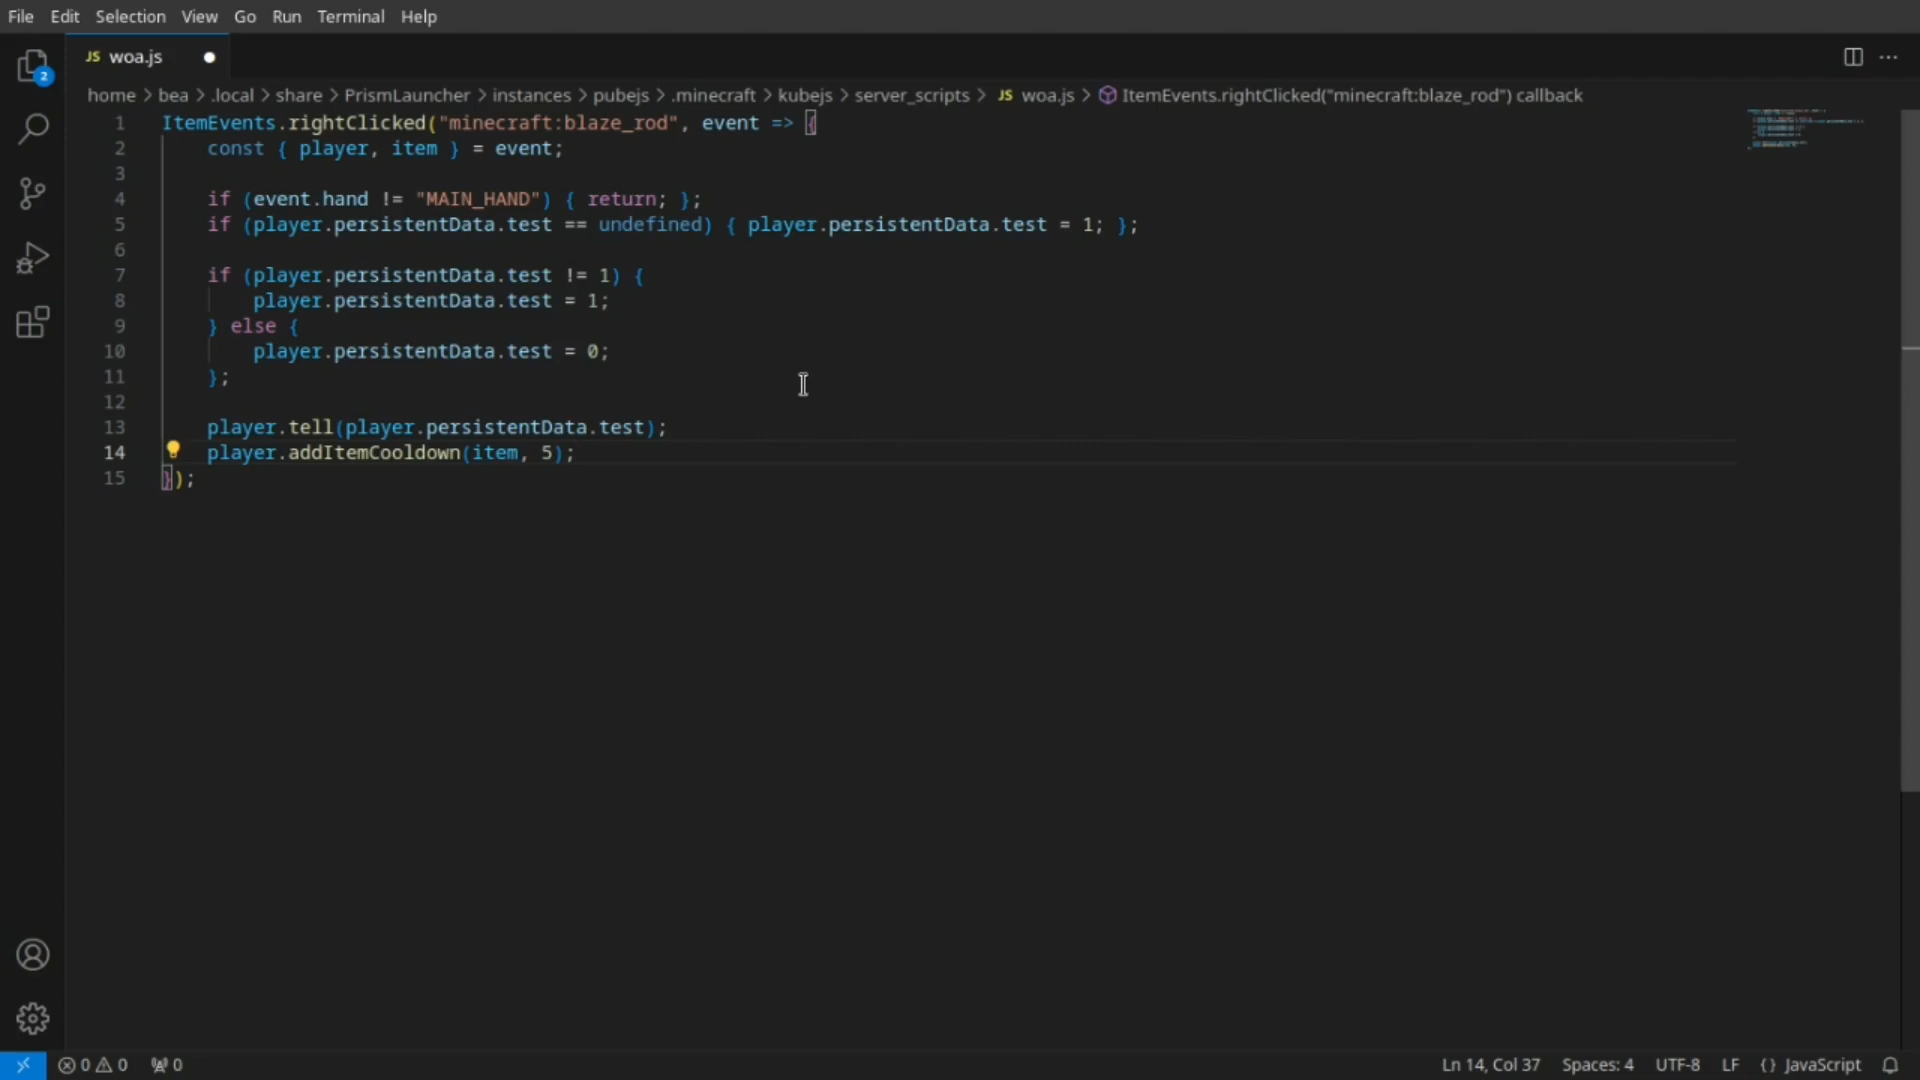 File Edit Selection View Go Run Terminal Help
JS woa.js
2
home > bea > .local > share > PrismLauncher > instances > pubejs > .minecraft > kubejs > server_scripts > JS woa.js > ItemEvents.rightClicked("minecraft:blaze_rod") callback
1 ItemEvents.rightClicked("minecraft:blaze_rod", event => {
2     const { player, item } = event;
3
4     if (event.hand != "MAIN_HAND") { return; };
5     if (player.persistentData.test == undefined) { player.persistentData.test = 1; };
6
7     if (player.persistentData.test != 1) {
8         player.persistentData.test = 1;
9     } else {
10         player.persistentData.test = 0;
11     };
12
13     player.tell(player.persistentData.test);
14     player.addItemCooldown(item, 5);
15 });
0 0 0 Ln 14, Col 37 Spaces: 4 UTF-8 LF {} JavaScript